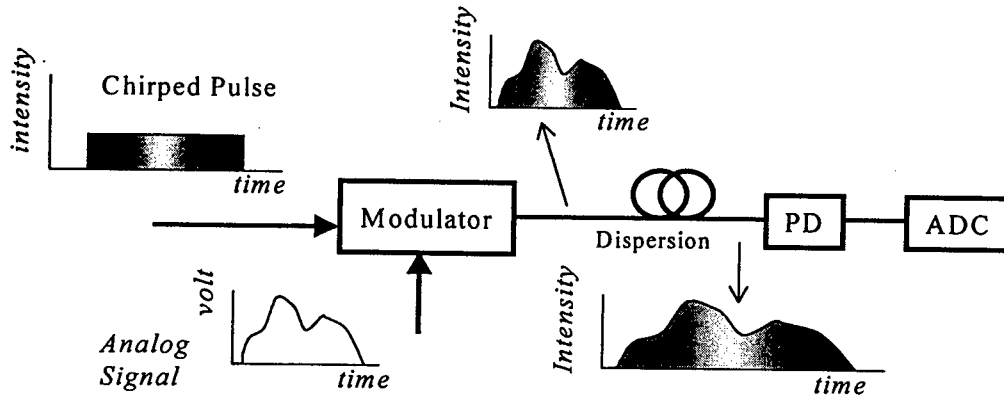 intensity
Chirped Pulse
time
Intensity
time
Modulator
Dispersion
PD
ADC
volt
Analog
Signal
time
Intensity
time